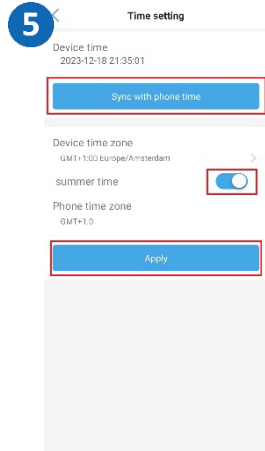 5
Time setting
Device time
2023-12-18 21:35:01
Sync with phone time
Device time zone
GMT+1:00 Europe/Amsterdam
summer time
Phone time zone
GMT+1.0
Apply